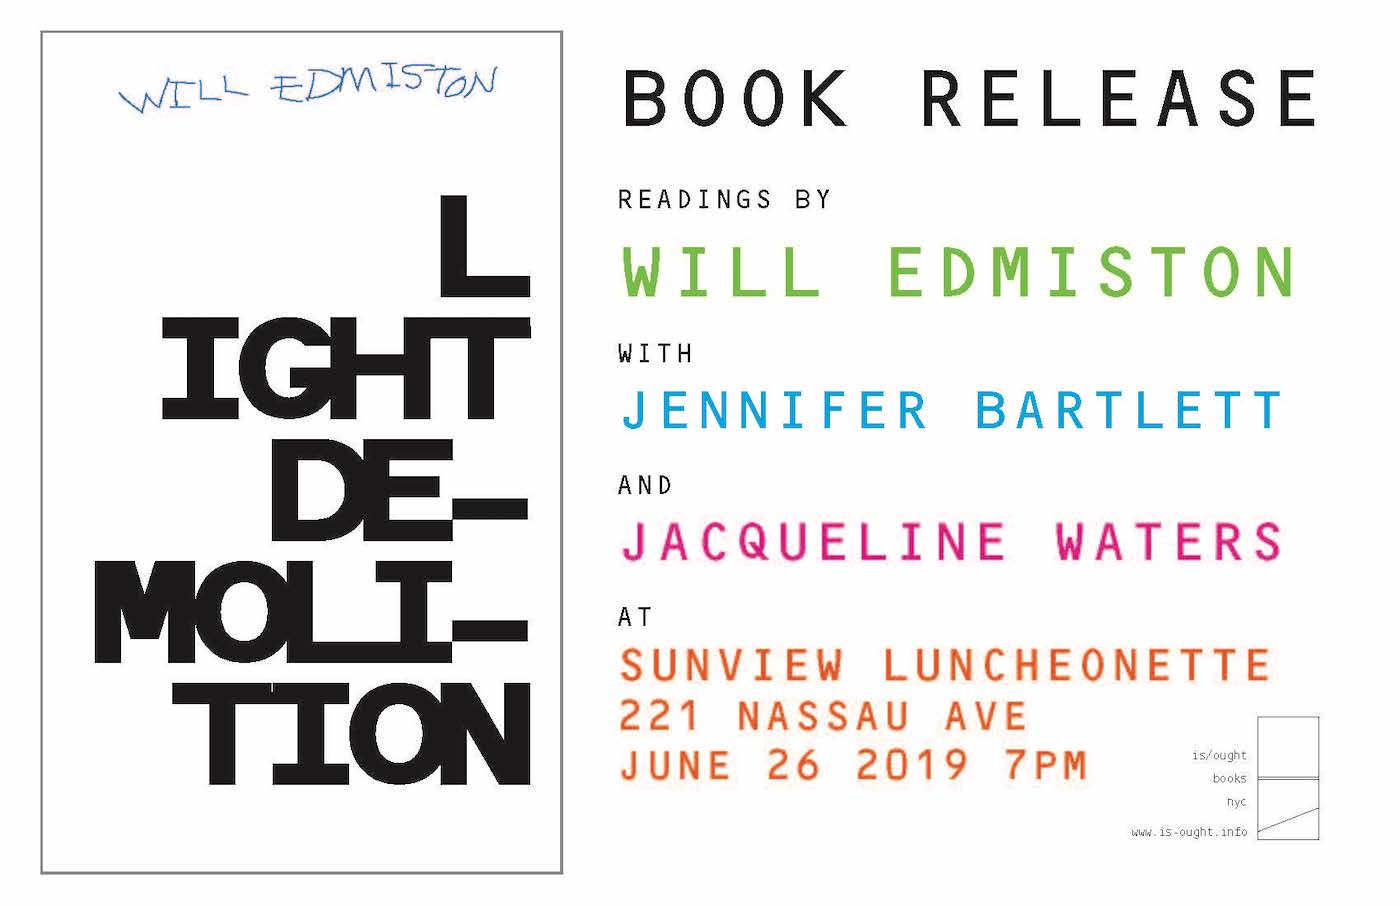 WILL EDMISTON
L
IGHT
DE-
MOLI-
TION
BOOK RELEASE
READINGS BY
WILL EDMISTON
WITH
JENNIFER BARTLETT
AND
JACQUELINE WATERS
AT
SUNVIEW LUNCHEONETTE
221 NASSAU AVE
JUNE 26 2019 7PM
is/ought
books
nyc
www.is-ought.info